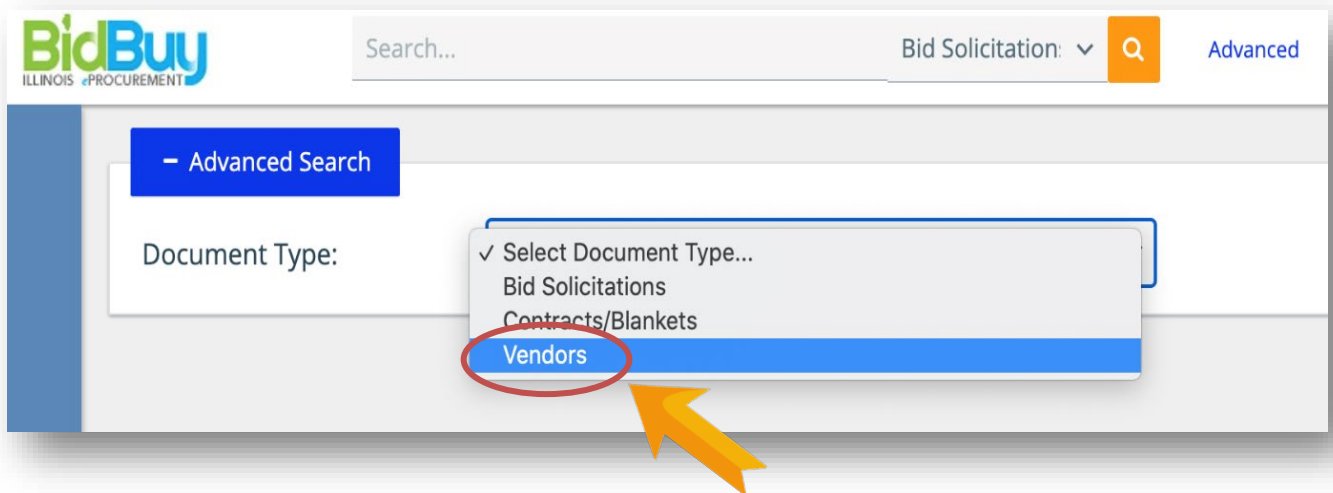 BidBuy
ILLINOIS ePROCUREMENT
Search...
Bid Solicitation:
Advanced
− Advanced Search
Document Type:
✓ Select Document Type...
Bid Solicitations
Contracts/Blankets
Vendors